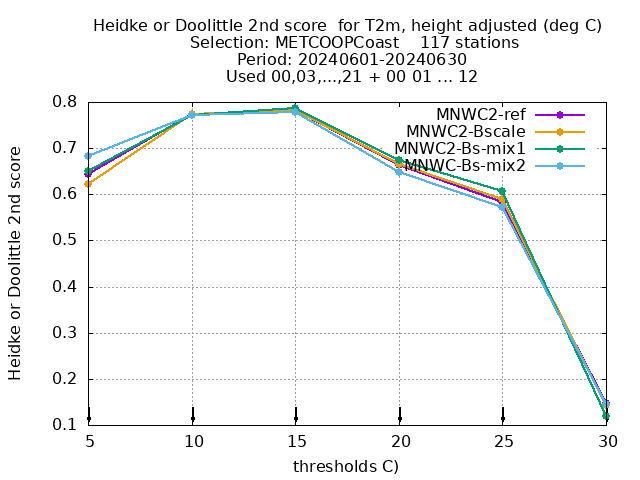 Heidke or Doolittle 2nd score  for T2m, height adjusted (deg C)
Selection: METCOOPCoast    117 stations
Period: 20240601-20240630
Used 00,03,...,21 + 00 01 ... 12
Heidke or Doolittle 2nd score
0.8
0.7
0.6
0.5
0.4
0.3
0.2
0.1
MNWC2-ref
MNWC2-Bscale
MNWC2-Bs-mix1
MNWC-Bs-mix2
5 10 15 20 25 30
thresholds C)